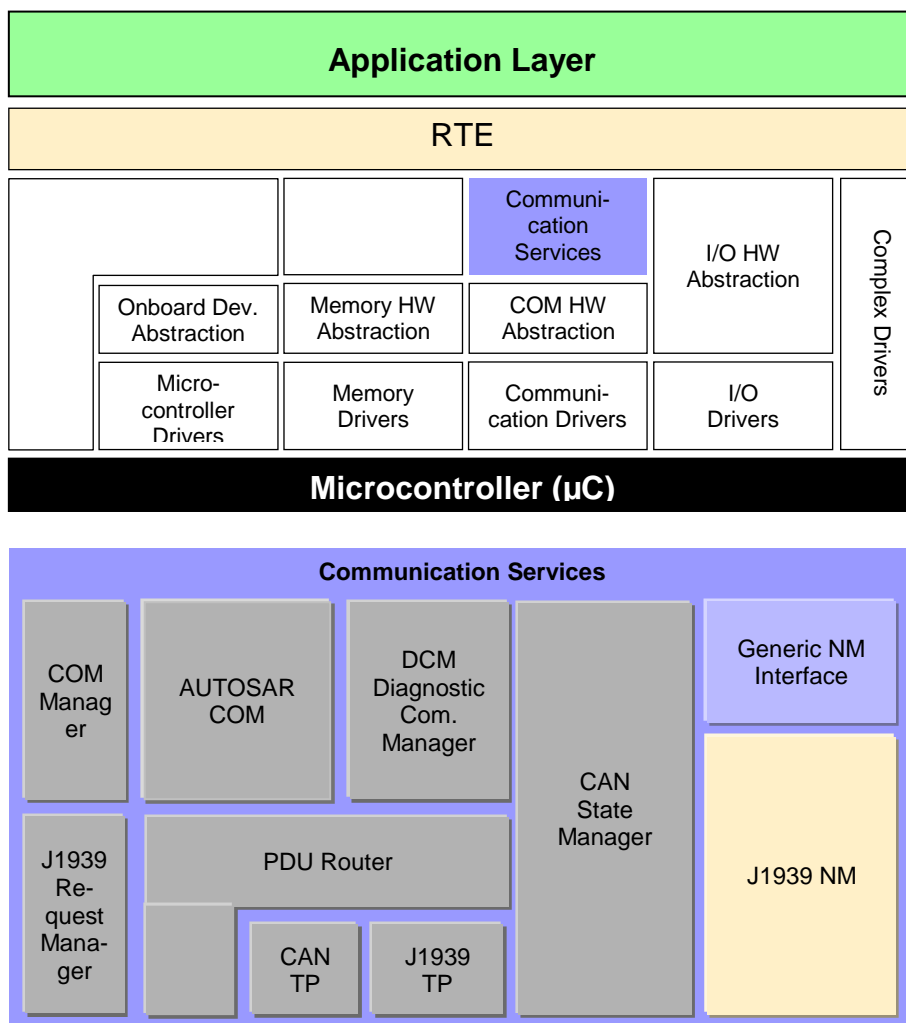 Application Layer
RTE
Communi-
cation
Services
I/O HW
Abstraction
Complex Drivers
Onboard Dev.
Abstraction
Memory HW
Abstraction
COM HW
Abstraction
Micro-
controller
Drivers
Memory
Drivers
Communi-
cation Drivers
I/O
Drivers
Microcontroller (µC)
Communication Services
COM
Manag
er
AUTOSAR
COM
DCM
Diagnostic
Com.
Manager
CAN
State
Manager
Generic NM
Interface
J1939
Re-
quest
Mana-
ger
PDU Router
CAN
TP
J1939
TP
J1939 NM